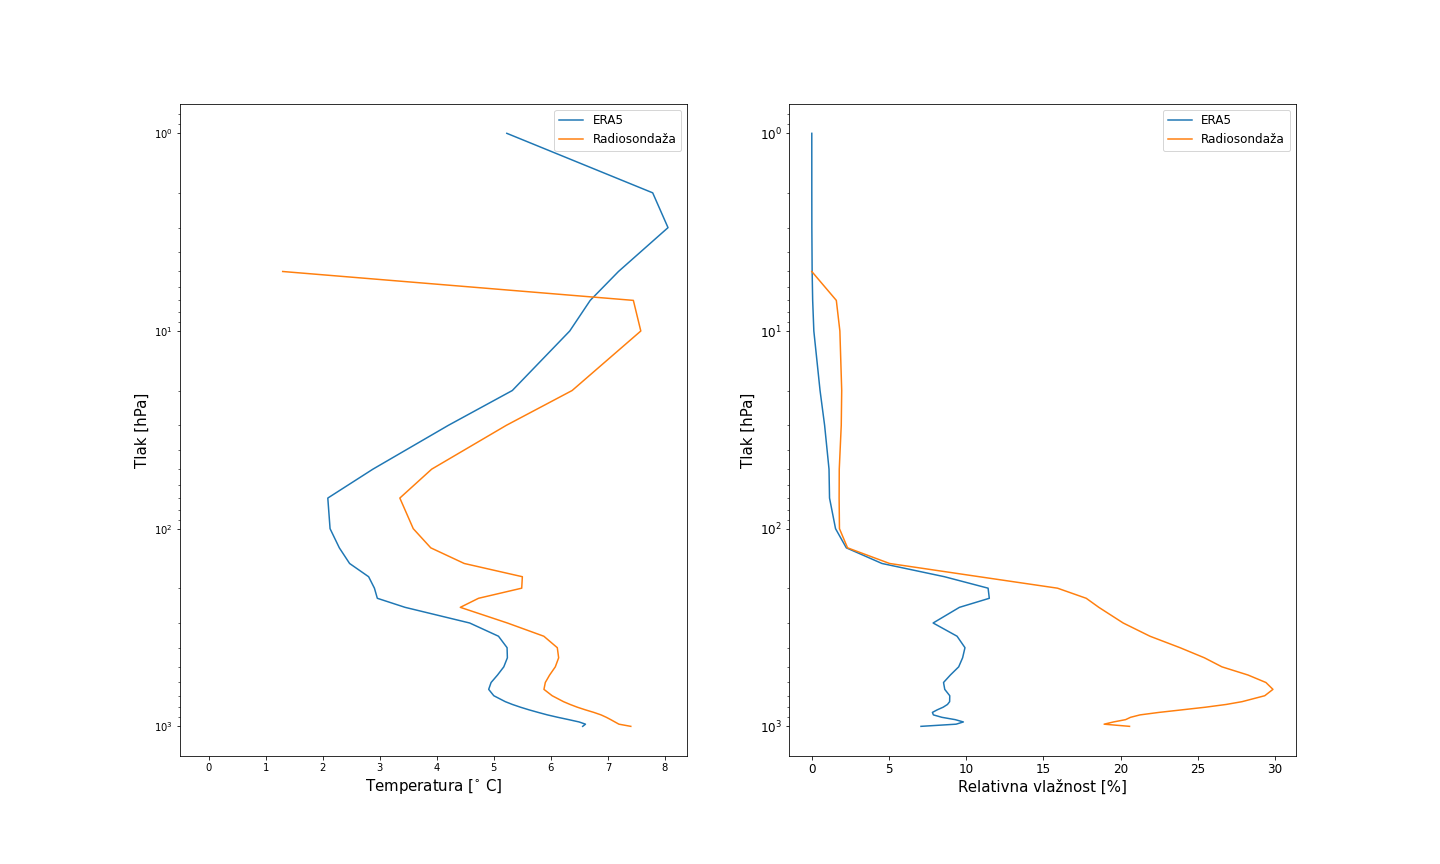 ERA5
Radiosondaža
10⁰
10¹
10²
10³
Tlak [hPa]
0 1 2 3 4 5 6 7 8
Temperatura [° C]
ERA5
Radiosondaža
10⁰
10¹
10²
10³
Tlak [hPa]
0 5 10 15 20 25 30
Relativna vlažnost [%]